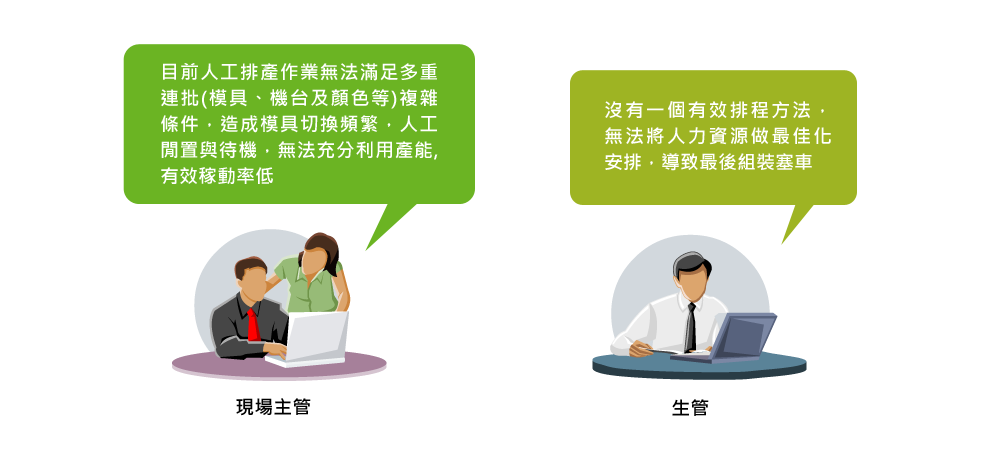 目前人工排產作業無法滿足多重
連批(模具、機台及顏色等)複雜
條件，造成模具切換頻繁，人工
閒置與待機，無法充分利用產能,
有效稼動率低
沒有一個有效排程方法，
無法將人力資源做最佳化
安排，導致最後組裝塞車
現場主管
生管